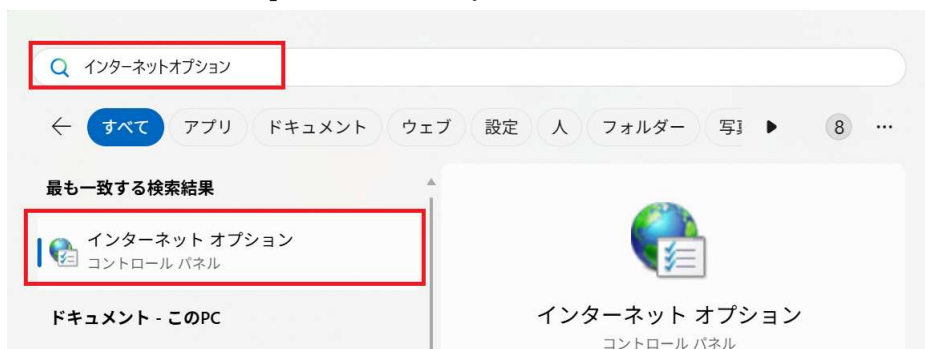 インターネットオプション
すべて アプリ ドキュメント ウェブ 設定 人 フォルダー 8 ...
最も一致する検索結果
インターネット オプション
コントロール パネル
ドキュメント - このPC
インターネット オプション
コントロール パネル